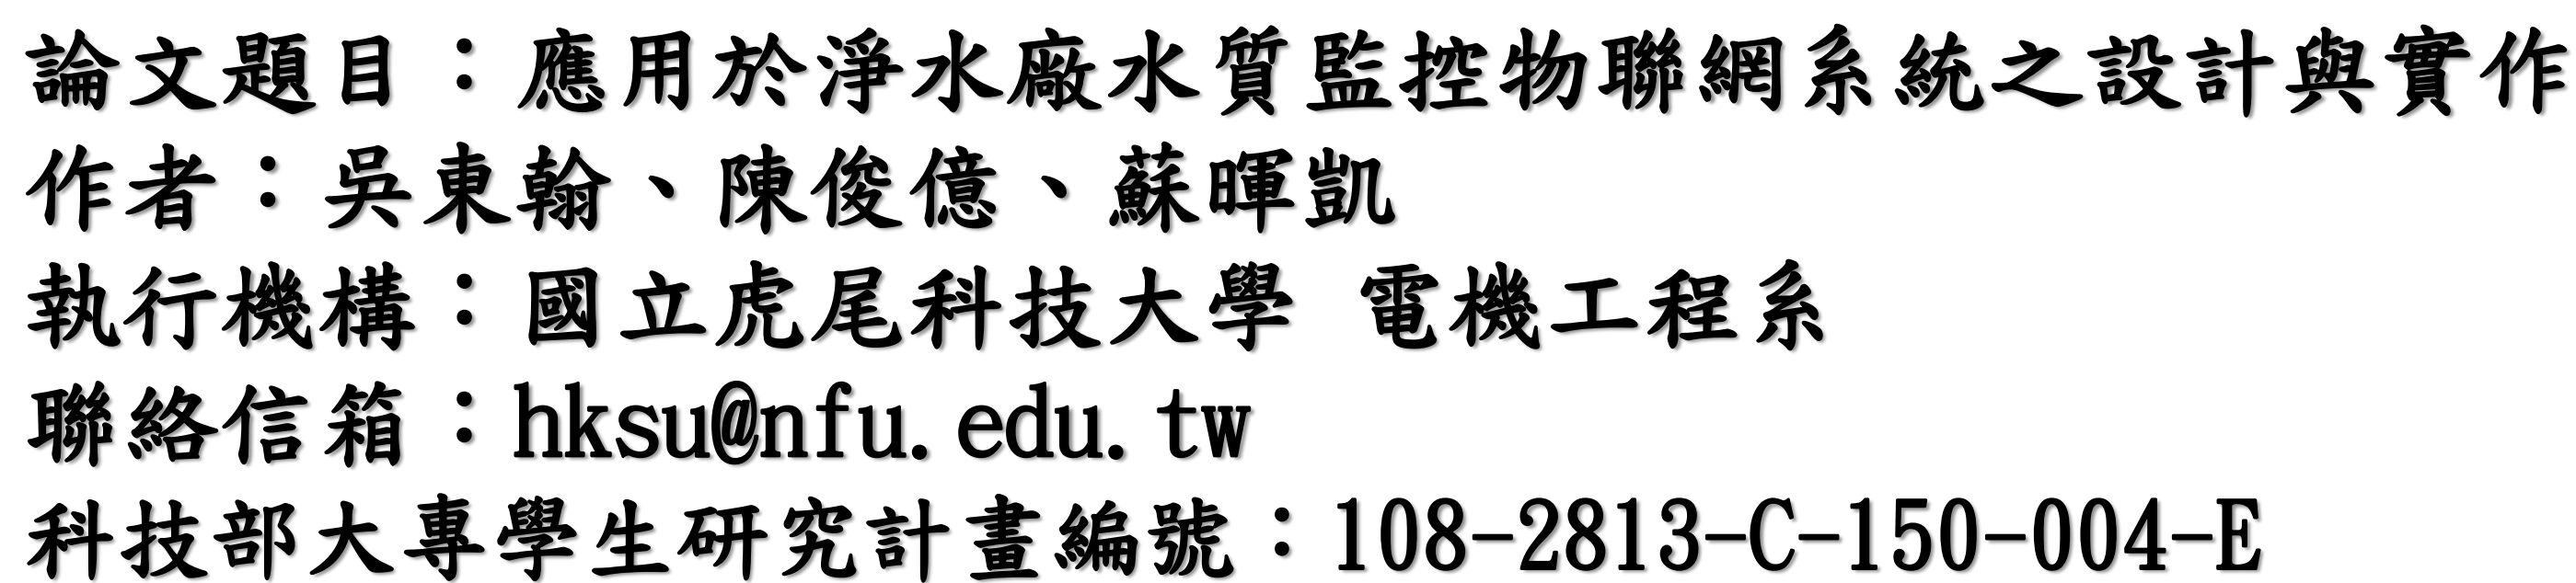 論文題目：應用於淨水廠水質監控物聯網系統之設計與實作
作者：吳東翰、陳俊億、蘇暉凱
執行機構：國立虎尾科技大學 電機工程系
聯絡信箱：hksu@nfu.edu.tw
科技部大專學生研究計畫編號：108-2813-C-150-004-E